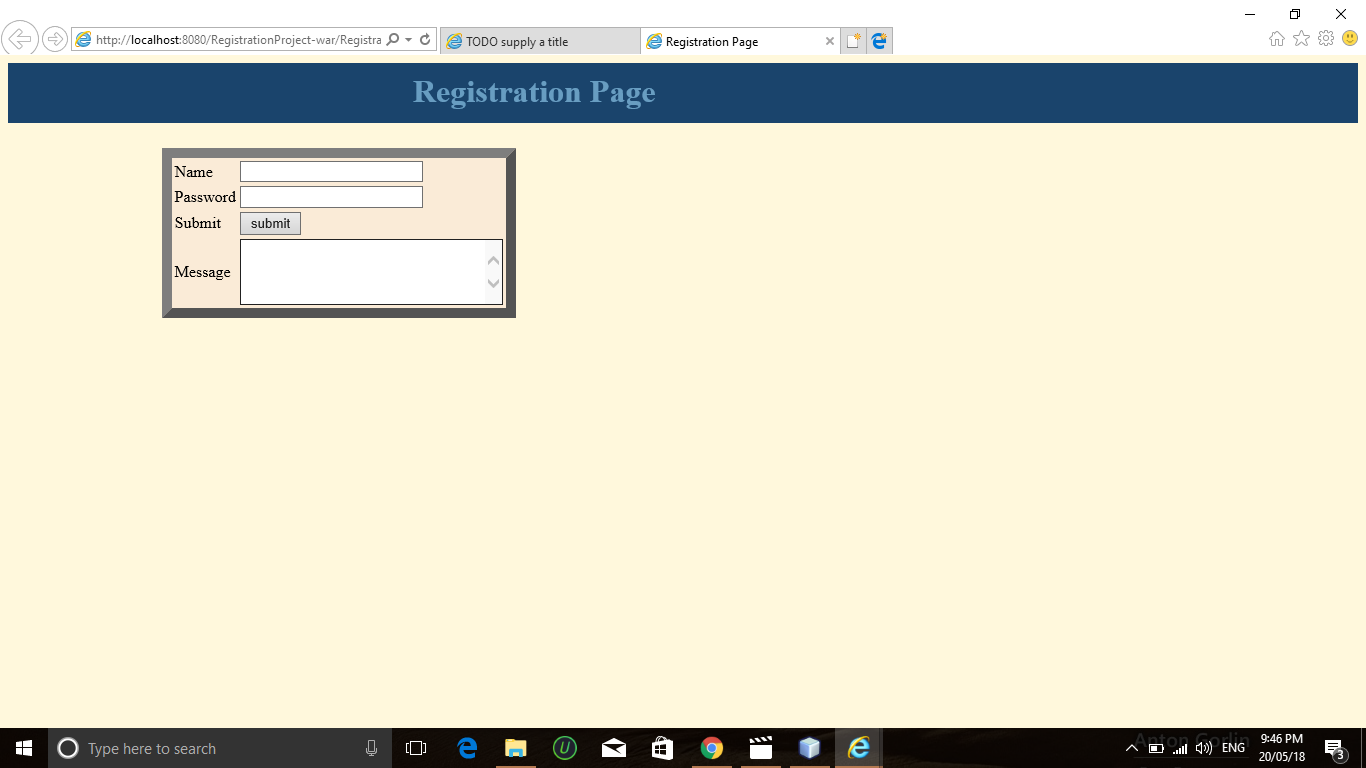 http://localhost:8080/RegistrationProject-war/Registra
TODO supply a title
Registration Page
Registration Page
Name
Password
Submit submit
Message
Type here to search
U
Anton Gorlin
ENG
9:46 PM
20/05/18
3